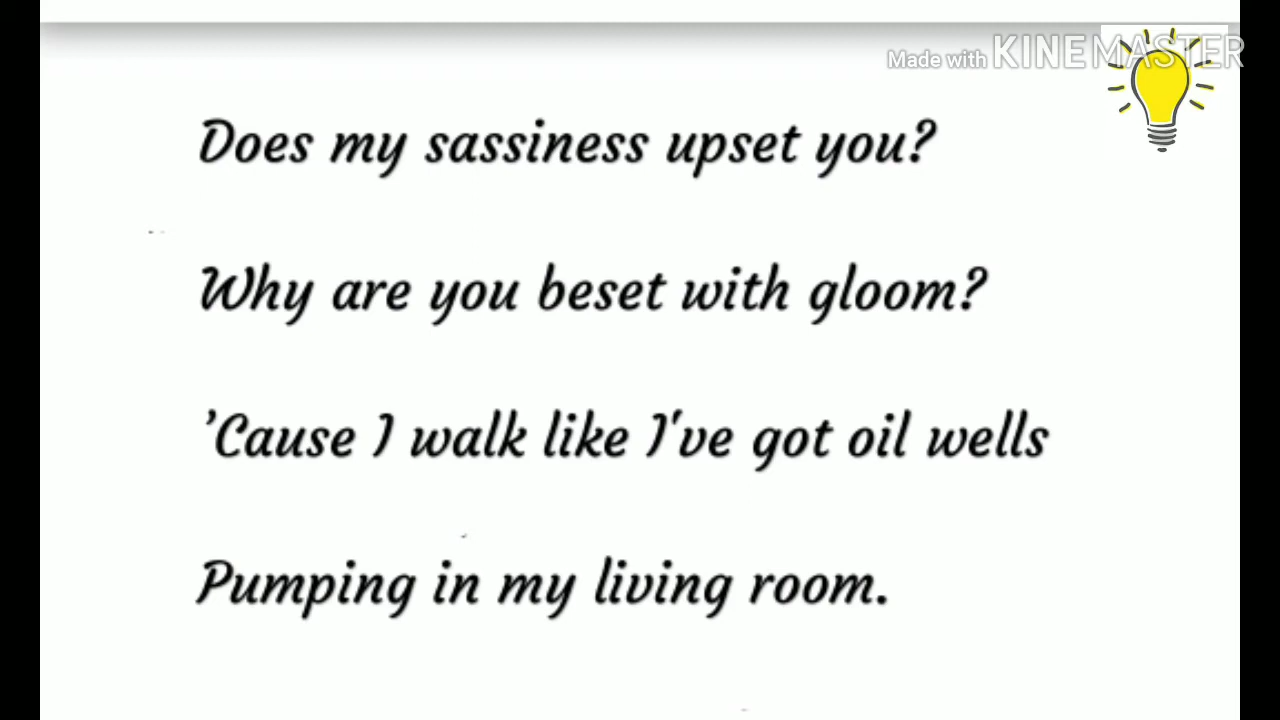 Made with KINEMASTER
Does my sassiness upset you?
Why are you beset with gloom?
’Cause I walk like I've got oil wells
Pumping in my living room.